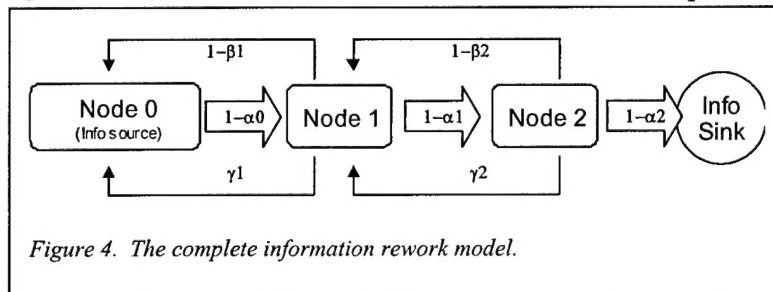 1−β1
1−β2
Node 0
(Info source)
1−α0
Node 1
1−α1
Node 2
1−α2
Info
Sink
γ1
γ2
Figure 4. The complete information rework model.